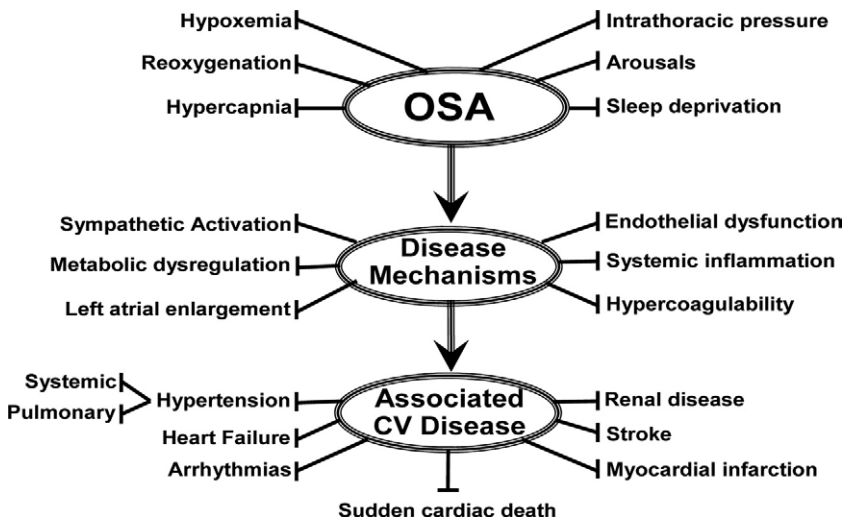 Hypoxemia
Intrathoracic pressure
Reoxygenation
Arousals
Hypercapnia
OSA
Sleep deprivation
Sympathetic Activation
Endothelial dysfunction
Metabolic dysregulation
Disease
Mechanisms
Systemic inflammation
Left atrial enlargement
Hypercoagulability
Systemic
Pulmonary
Hypertension
Associated
CV Disease
Renal disease
Heart Failure
Stroke
Arrhythmias
Myocardial infarction
Sudden cardiac death